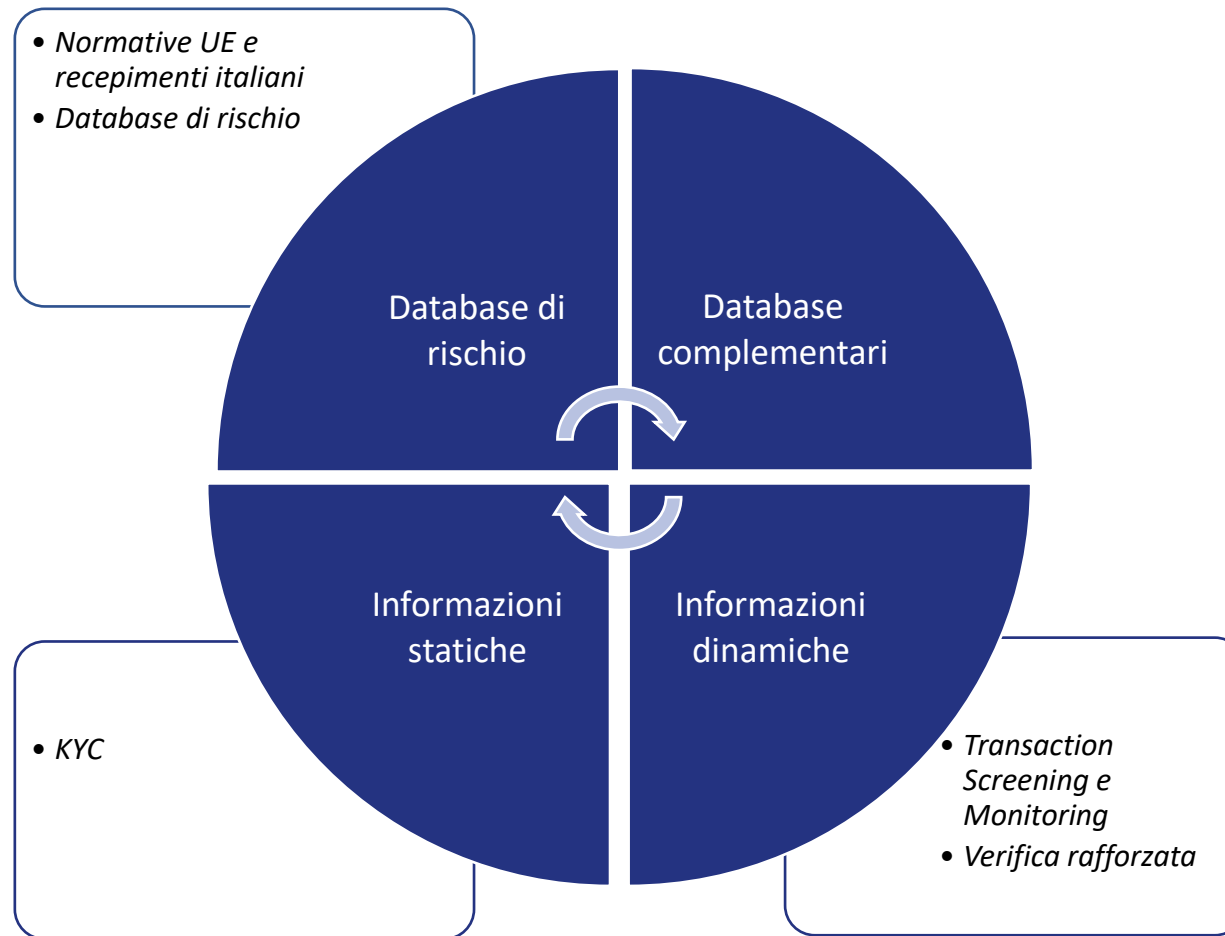 • Normative UE e
recepimenti italiani
• Database di rischio
Database di
rischio
Database
complementari
Informazioni
statiche
Informazioni
dinamiche
• KYC
• Transaction
Screening e
Monitoring
• Verifica rafforzata